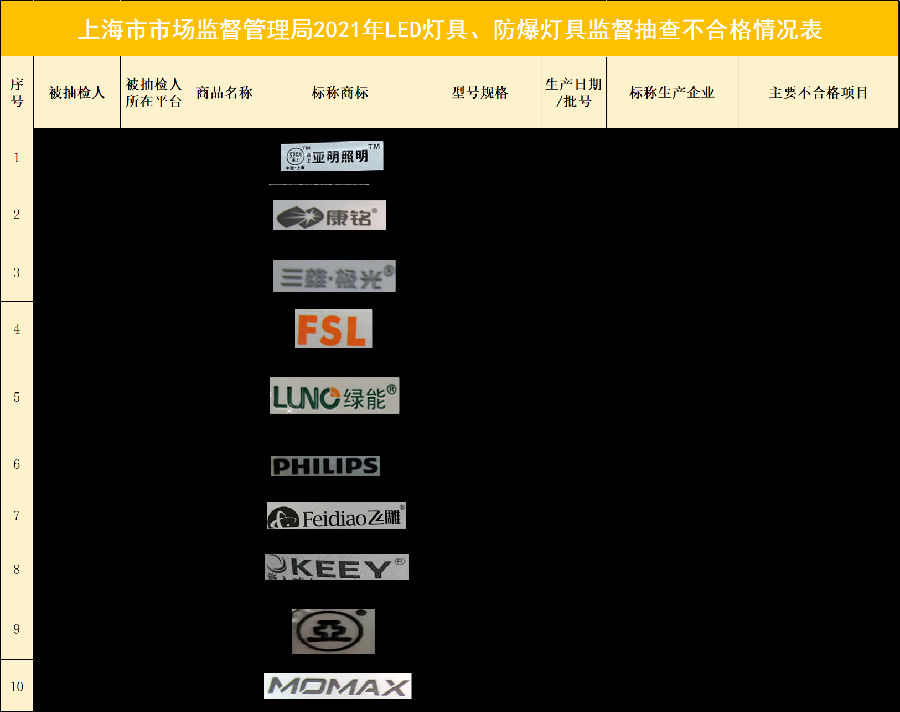 上海市市场监督管理局2021年LED灯具、防爆灯具监督抽查不合格情况表
序号 被抽检人 被抽检人所在平台 商品名称 标称商标 型号规格 生产日期/批号 标称生产企业 主要不合格项目
1 亚明照明 TM
2 康铭®
3 三雄·极光®
4 FSL
5 LUNO绿能®
6 PHILIPS
7 Feidiao飞雕®
8 KEEY®
9 亞
10 MOMAX